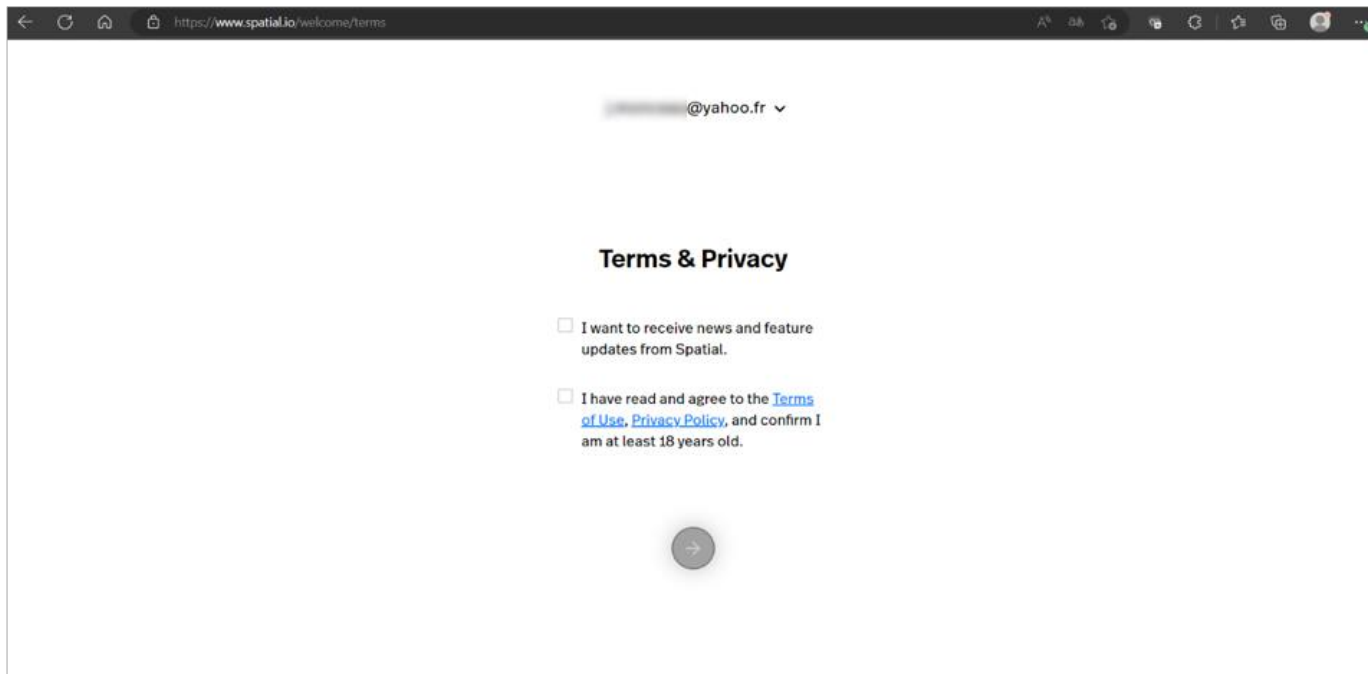 https://www.spatial.io/welcome/terms
@yahoo.fr
Terms & Privacy
I want to receive news and feature
updates from Spatial.
I have read and agree to the Terms
of Use, Privacy Policy, and confirm I
am at least 18 years old.